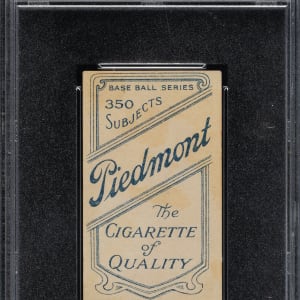 BASE BALL SERIES
350
SUBJECTS
Piedmont
The
CIGARETTE
of
QUALITY